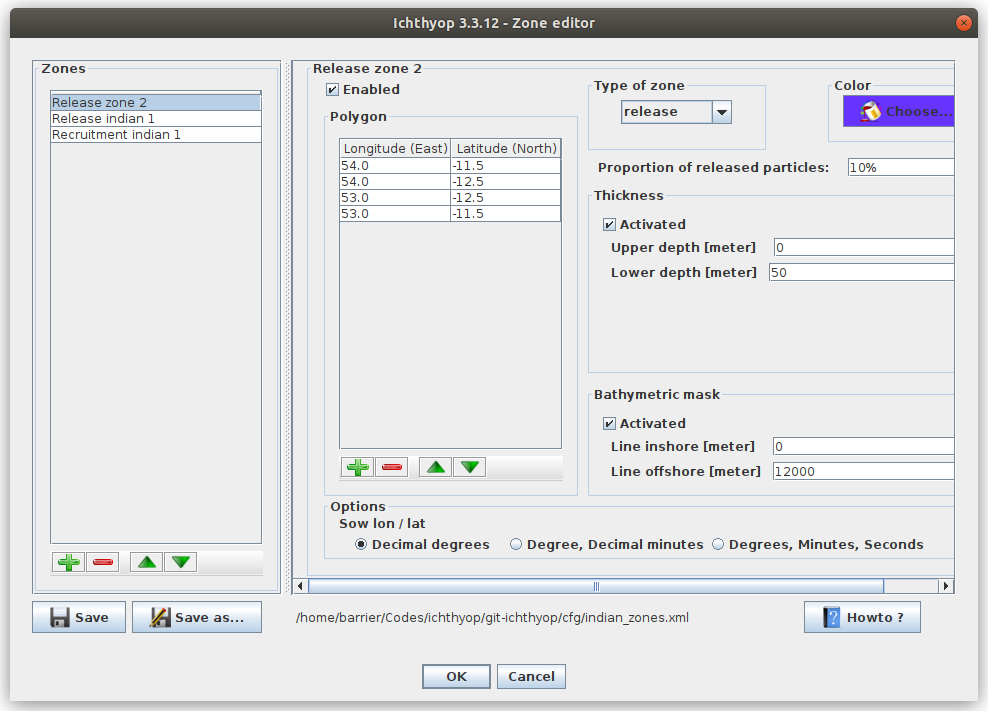 Ichthyop 3.3.12 - Zone editor
Zones
Release zone 2
Release indian 1
Recruitment indian 1
Release zone 2
Enabled
Polygon
Longitude (East) Latitude (North)
54.0 -11.5
54.0 -12.5
53.0 -12.5
53.0 -11.5
Type of zone
release
Color
Choose...
Proportion of released particles: 10%
Thickness
Activated
Upper depth [meter] 0
Lower depth [meter] 50
Bathymetric mask
Activated
Line inshore [meter] 0
Line offshore [meter] 12000
Options
Sow lon / lat
Decimal degrees Degree, Decimal minutes Degrees, Minutes, Seconds
Save Save as... /home/barrier/Codes/ichthyop/git-ichthyop/cfg/indian_zones.xml ? Howto ?
OK Cancel